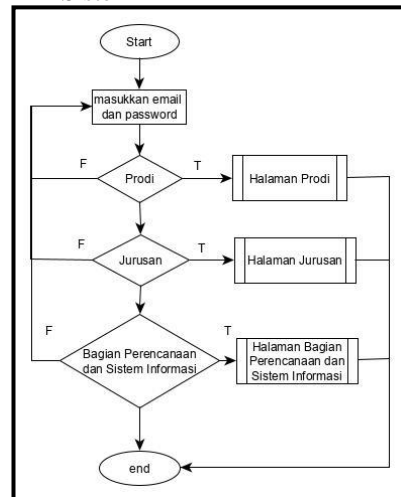 Start
masukkan email
dan password
F
T
Prodi
Halaman Prodi
F
T
Jurusan
Halaman Jurusan
F
T
Bagian Perencanaan
dan Sistem Informasi
Halaman Bagian
Perencanaan dan
Sistem Informasi
end